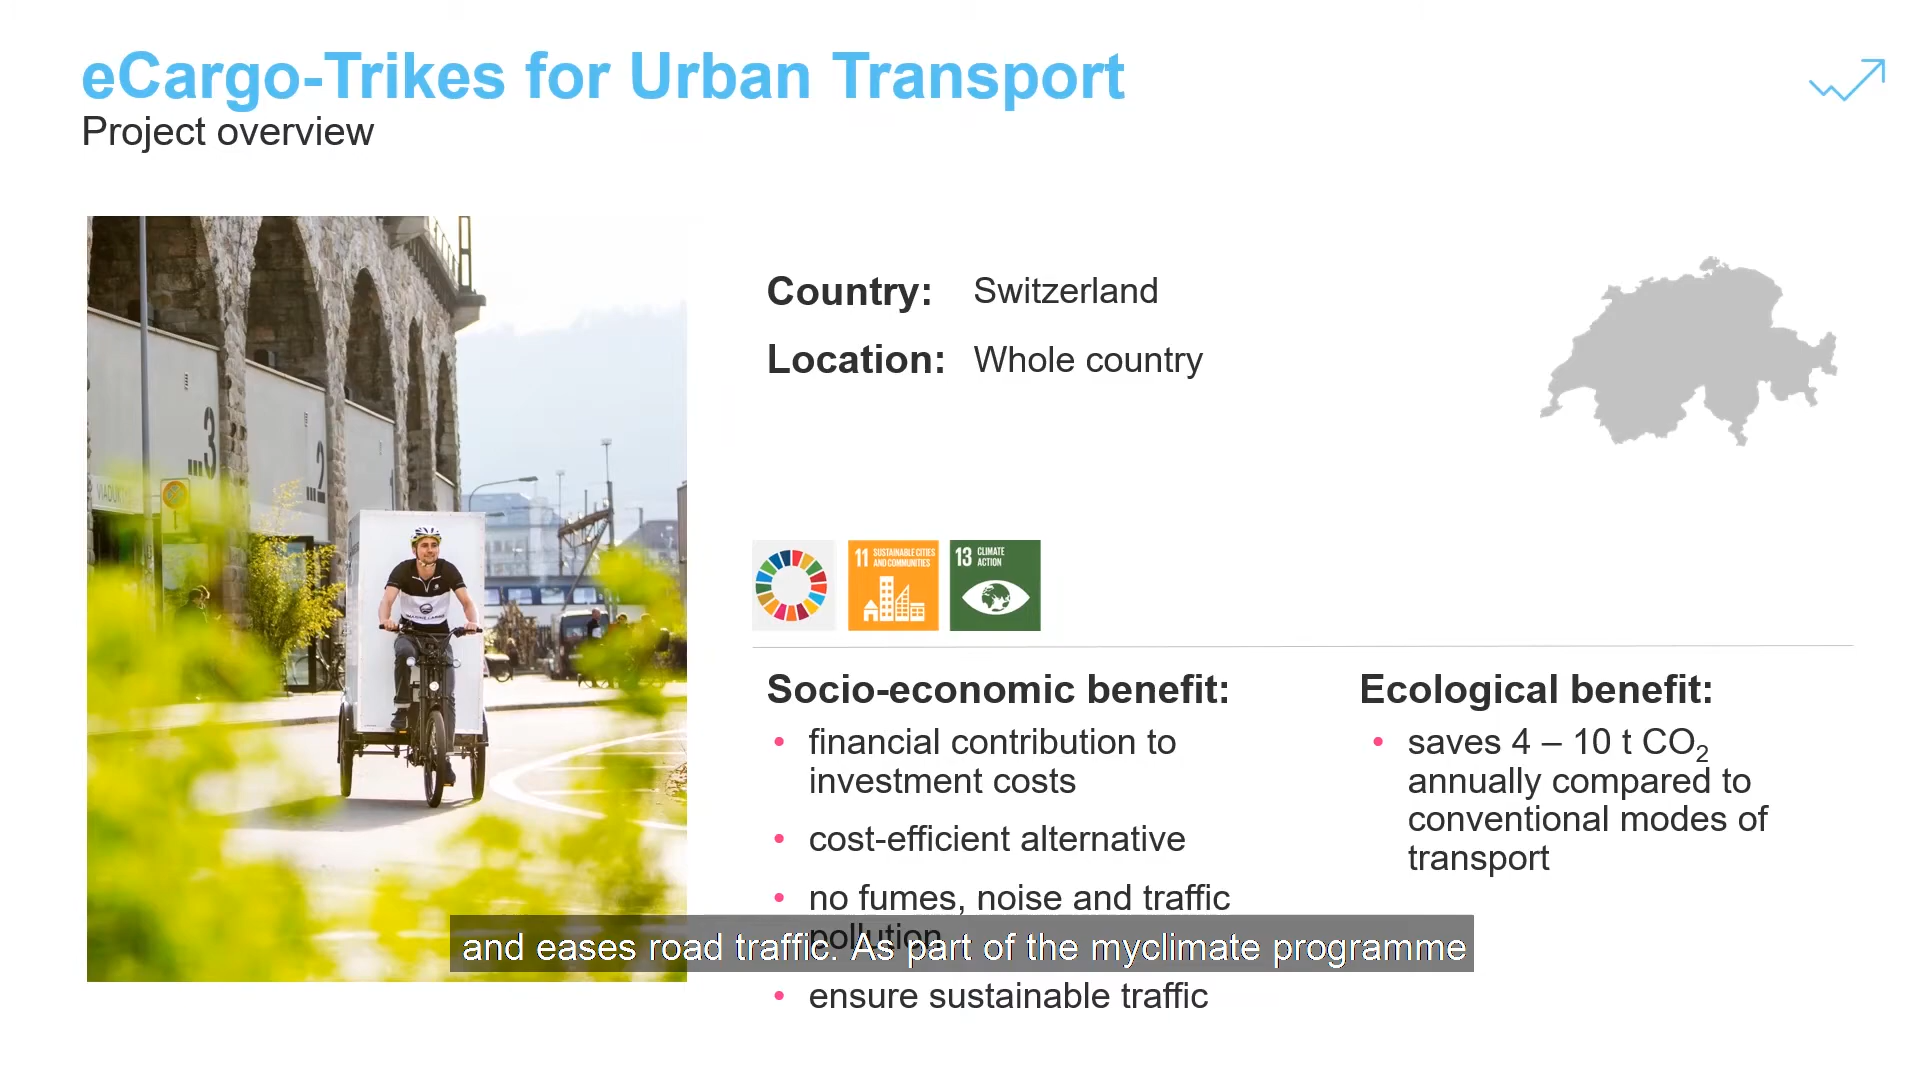 eCargo-Trikes for Urban Transport
Project overview
...3
...2
Country: Switzerland
Location: Whole country
11 SUSTAINABLE CITIES
AND COMMUNITIES
13 CLIMATE
ACTION
Socio-economic benefit:
• financial contribution to
investment costs
• cost-efficient alternative
• no fumes, noise and traffic
pollution
• ensure sustainable traffic
Ecological benefit:
• saves 4 – 10 t CO₂
annually compared to
conventional modes of
transport
and eases road traffic. As part of the myclimate programme